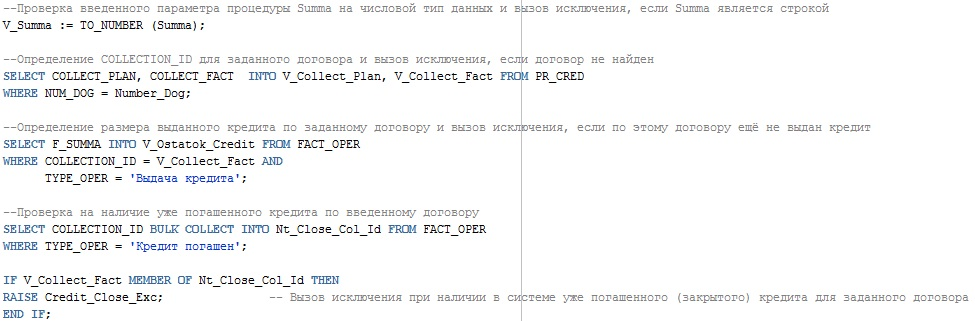 --Проверка введенного параметра процедуры Summa на числовой тип данных и вызов исключения, если Summa является строкой
V_Summa := TO_NUMBER (Summa);
--Определение COLLECTION_ID для заданного договора и вызов исключения, если договор не найден
SELECT COLLECT_PLAN, COLLECT_FACT  INTO V_Collect_Plan, V_Collect_Fact FROM PR_CRED
WHERE NUM_DOG = Number_Dog;
--Определение размера выданного кредита по заданному договору и вызов исключения, если по этому договору ещё не выдан кредит
SELECT F_SUMMA INTO V_Ostatok_Credit FROM FACT_OPER
WHERE COLLECTION_ID = V_Collect_Fact AND
TYPE_OPER = 'Выдача кредита';
--Проверка на наличие уже погашенного кредита по введенному договору
SELECT COLLECTION_ID BULK COLLECT INTO Nt_Close_Col_Id FROM FACT_OPER
WHERE TYPE_OPER = 'Кредит погашен';
IF V_Collect_Fact MEMBER OF Nt_Close_Col_Id THEN
RAISE Credit_Close_Exc; -- Вызов исключения при наличии в системе уже погашенного (закрытого) кредита для заданного договора
END IF;